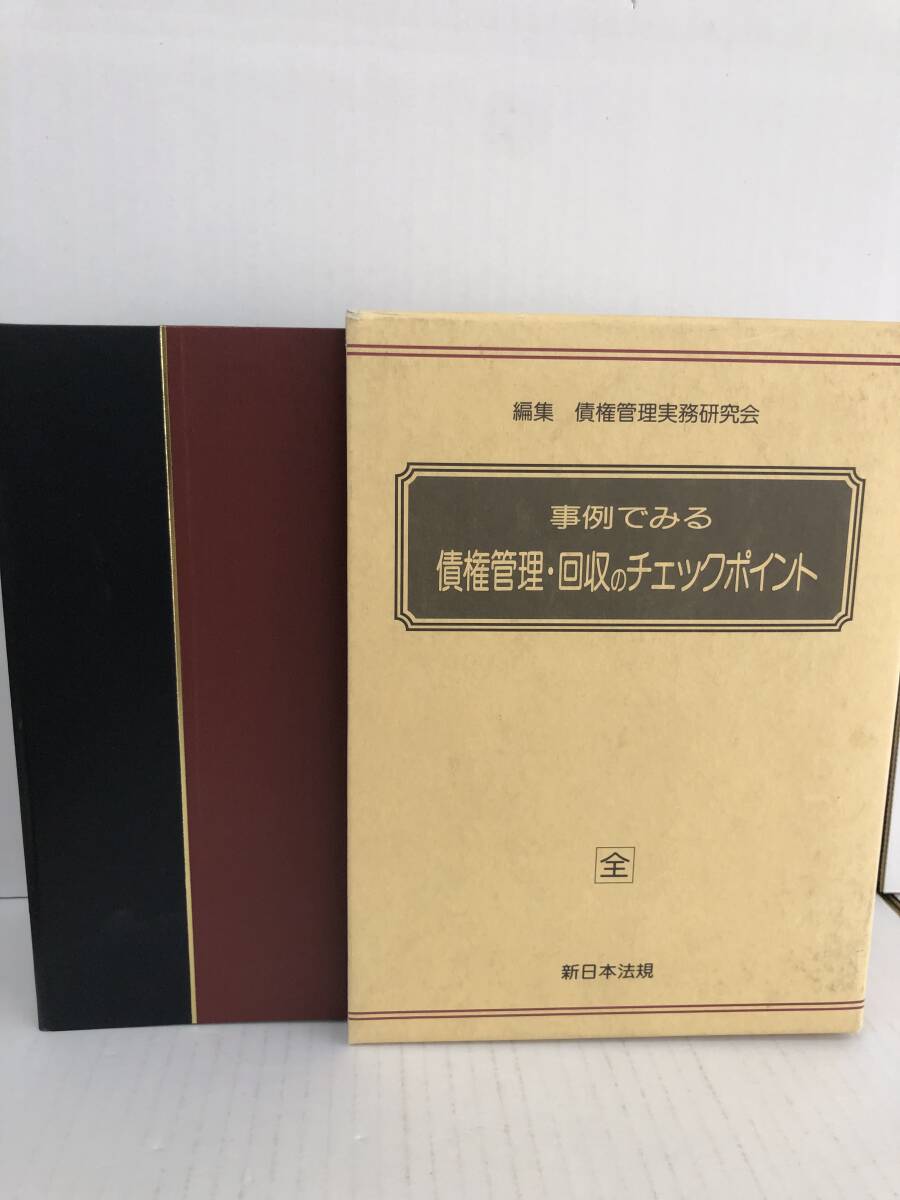 編集 債権管理実務研究会
事例でみる
債権管理・回収のチェックポイント
全
新日本法規